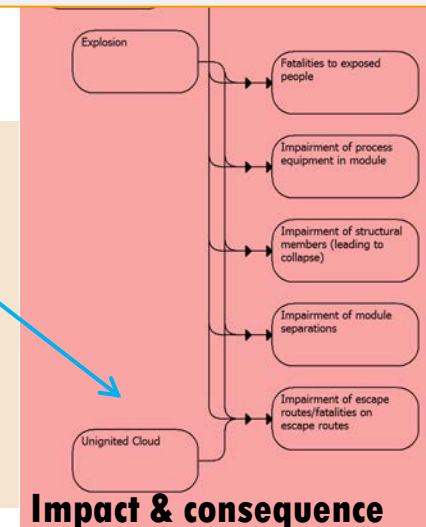 Explosion
Fatalities to exposed
people
Impairment of process
equipment in module
Impairment of structural
members (leading to
collapse)
Impairment of module
separations
Impairment of escape
routes/fatalities on
escape routes
Unignited Cloud
Impact & consequence